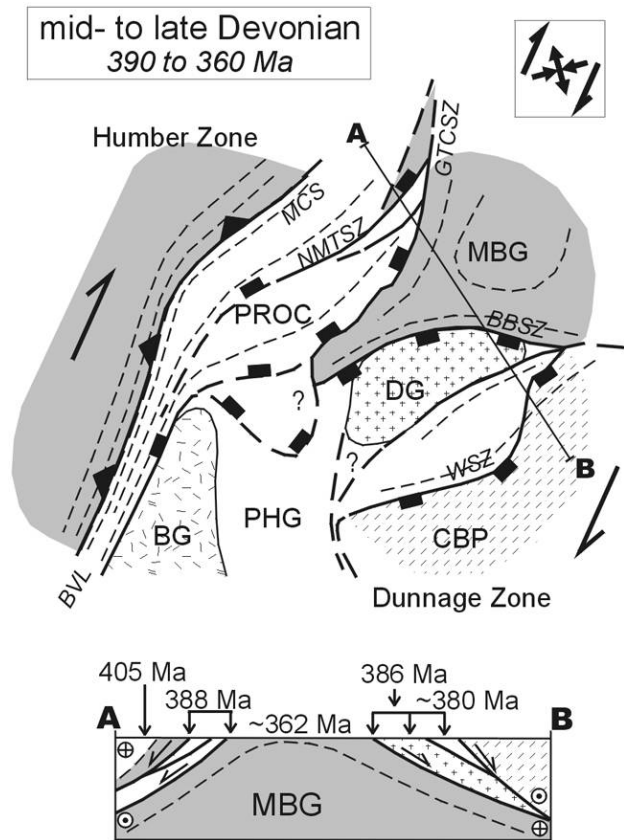 mid- to late Devonian
390 to 360 Ma
Humber Zone
A
GTCSZ
MCS
NMTSZ
MBG
PROC
BBSZ
?
DG
?
WSZ
B
BG
PHG
CBP
BVL
Dunnage Zone
405 Ma
386 Ma
A
388 Ma
~380 Ma
B
~362 Ma
MBG